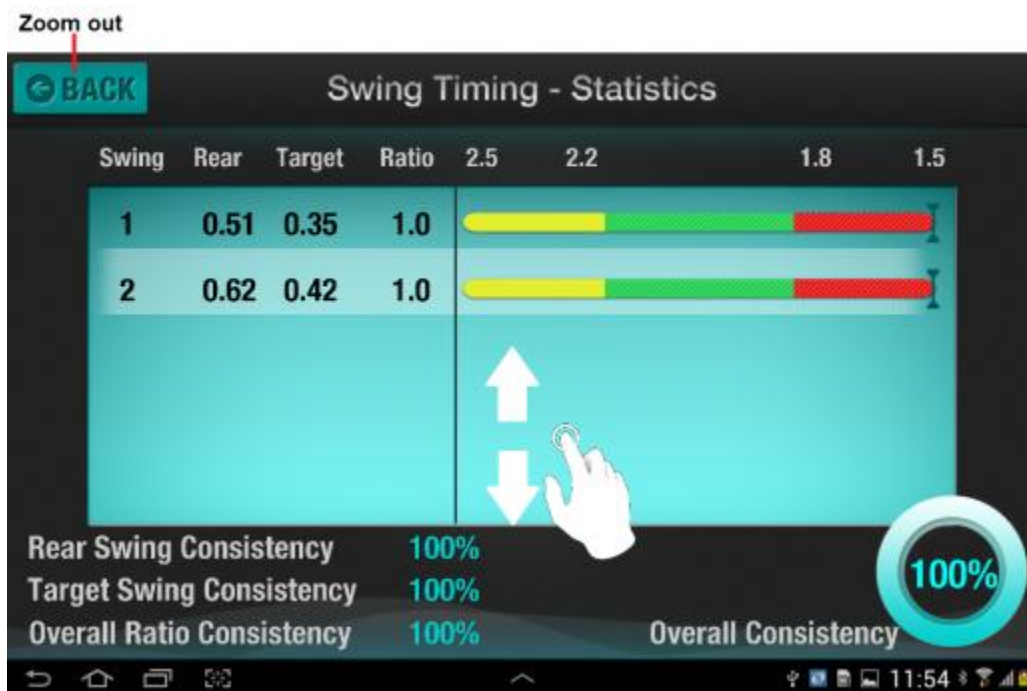 Zoom out
BACK
Swing Timing - Statistics
Swing Rear Target Ratio 2.5 2.2 1.8 1.5
1 0.51 0.35 1.0
2 0.62 0.42 1.0
Rear Swing Consistency 100%
Target Swing Consistency 100%
Overall Ratio Consistency 100%
Overall Consistency 100%
11:54